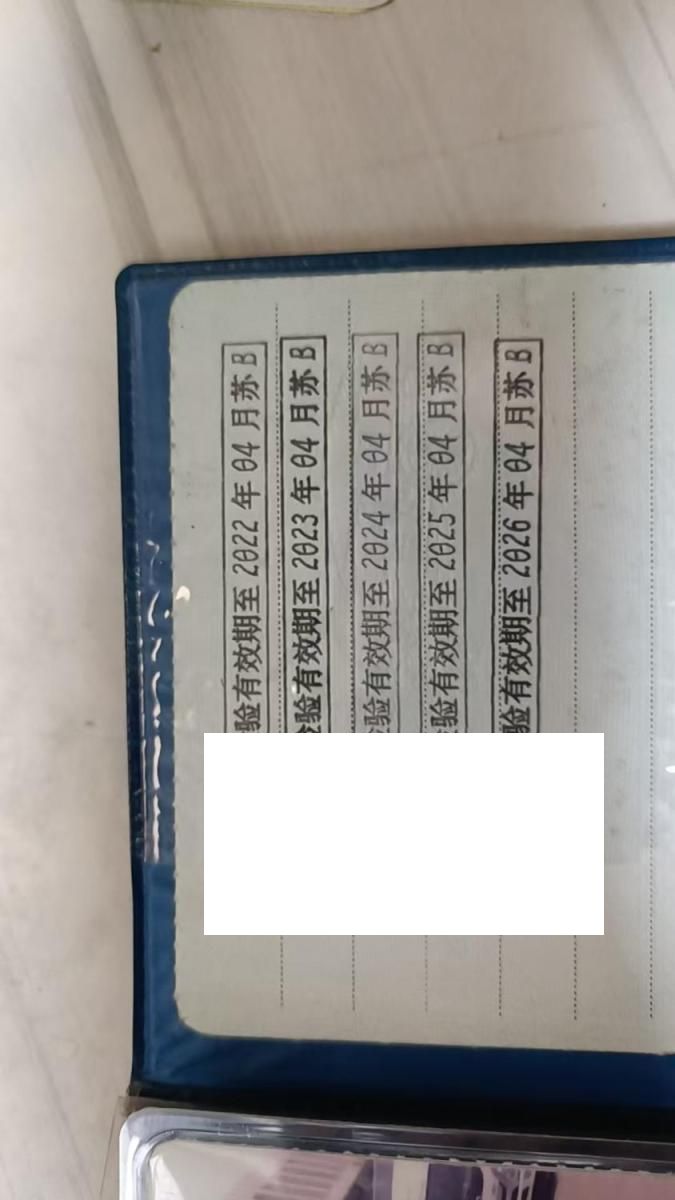 验有效期至 2022 年 04 月苏 B
验有效期至 2023 年 04 月苏 B
验有效期至 2024 年 04 月苏 B
验有效期至 2025 年 04 月苏 B
验有效期至 2026 年 04 月苏 B